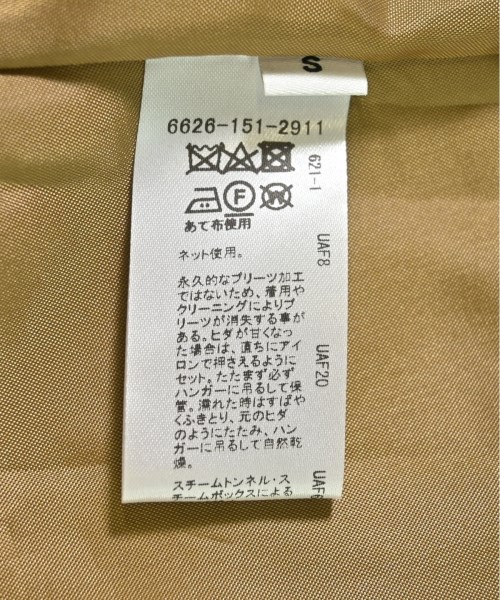 S
6626-151-2911
F
W
あて布使用
ネット使用。
永久的なプリーツ加工
ではないため、着用や
クリーニングによりプ
リーツが消失する事が
ある。ヒダが甘くなっ
た場合は、直ちにアイ
ロンで押さえるように
セット。たたまず必ず
ハンガーに吊るして保
管。濡れた時はすばや
くふきとり、元のヒダ
のようにたたみ、ハン
ガーに吊るして自然乾
燥。
スチームトンネル・ス
チームボックスによる
621-1
UAF8
UAF20